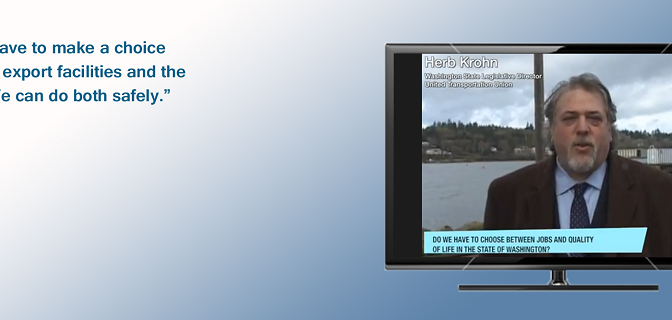 ave to make a choice
export facilities and the
e can do both safely.”
Herb Krohn
Washington State Legislative Director
United Transportation Union
DO WE HAVE TO CHOOSE BETWEEN JOBS AND QUALITY
OF LIFE IN THE STATE OF WASHINGTON?